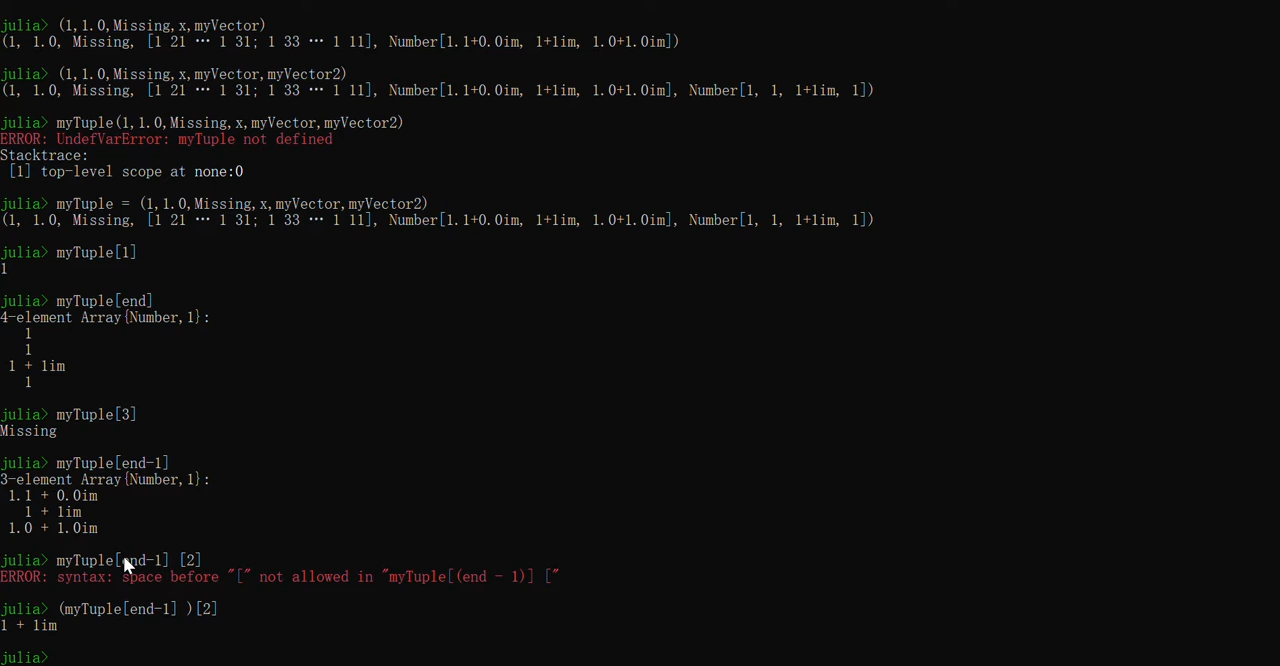 julia> (1,1.0,Missing,x,myVector)
(1, 1.0, Missing, [1 21 … 1 31; 1 33 … 1 11], Number[1.1+0.0im, 1+1im, 1.0+1.0im])
julia> (1,1.0,Missing,x,myVector,myVector2)
(1, 1.0, Missing, [1 21 … 1 31; 1 33 … 1 11], Number[1.1+0.0im, 1+1im, 1.0+1.0im], Number[1, 1, 1+1im, 1])
julia> myTuple(1,1.0,Missing,x,myVector,myVector2)
ERROR: UndefVarError: myTuple not defined
Stacktrace:
 [1] top-level scope at none:0
julia> myTuple = (1,1.0,Missing,x,myVector,myVector2)
(1, 1.0, Missing, [1 21 … 1 31; 1 33 … 1 11], Number[1.1+0.0im, 1+1im, 1.0+1.0im], Number[1, 1, 1+1im, 1])
julia> myTuple[1]
1
julia> myTuple[end]
4-element Array{Number,1}:
   1
   1
 1 + 1im
   1
julia> myTuple[3]
Missing
julia> myTuple[end-1]
3-element Array{Number,1}:
 1.1 + 0.0im
   1 + 1im
 1.0 + 1.0im
julia> myTuple[end-1] [2]
ERROR: syntax: space before "[" not allowed in "myTuple[(end - 1)] ["
julia> (myTuple[end-1] )[2]
1 + 1im
julia>